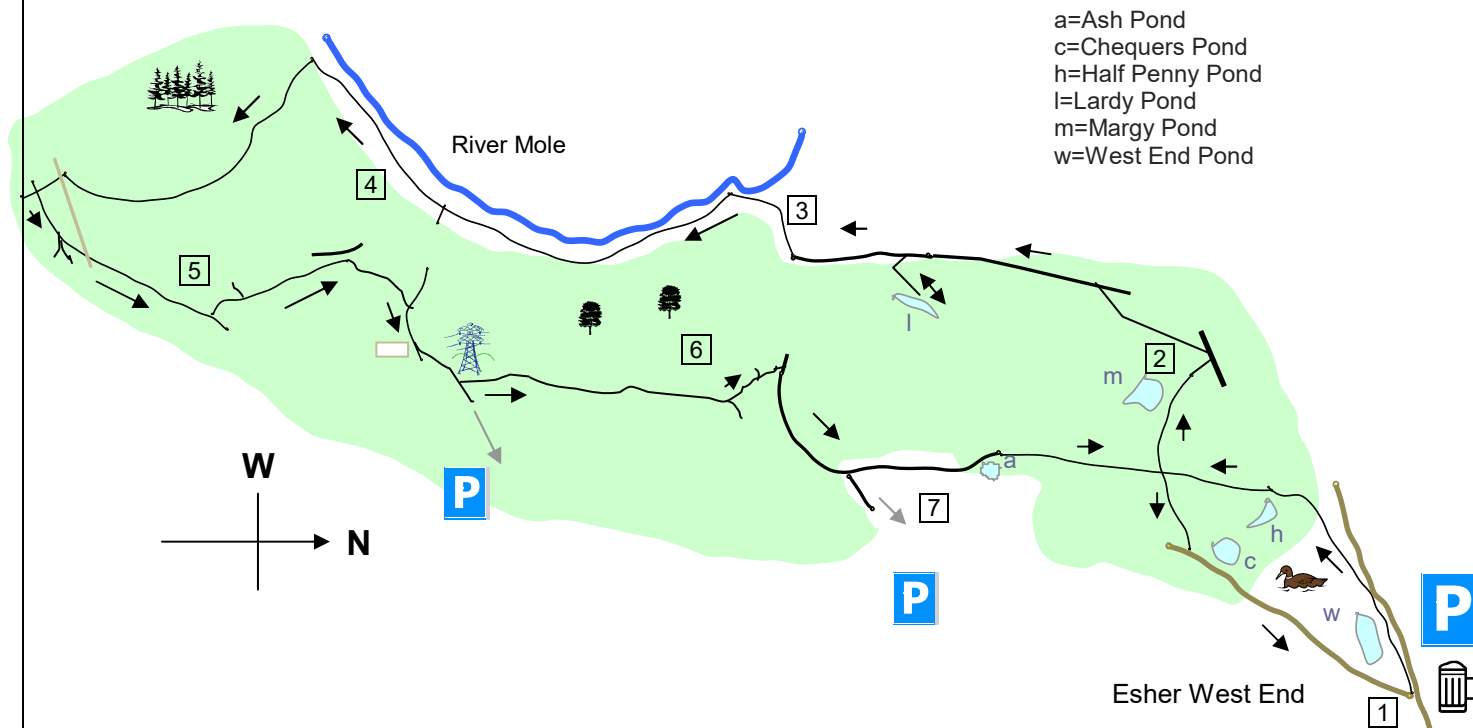 a=Ash Pond
c=Chequers Pond
h=Half Penny Pond
l=Lardy Pond
m=Margy Pond
w=West End Pond
River Mole
4
3
5
l
6
2
m
W
N
P
a
7
h
c
P
w
P
Esher West End
1